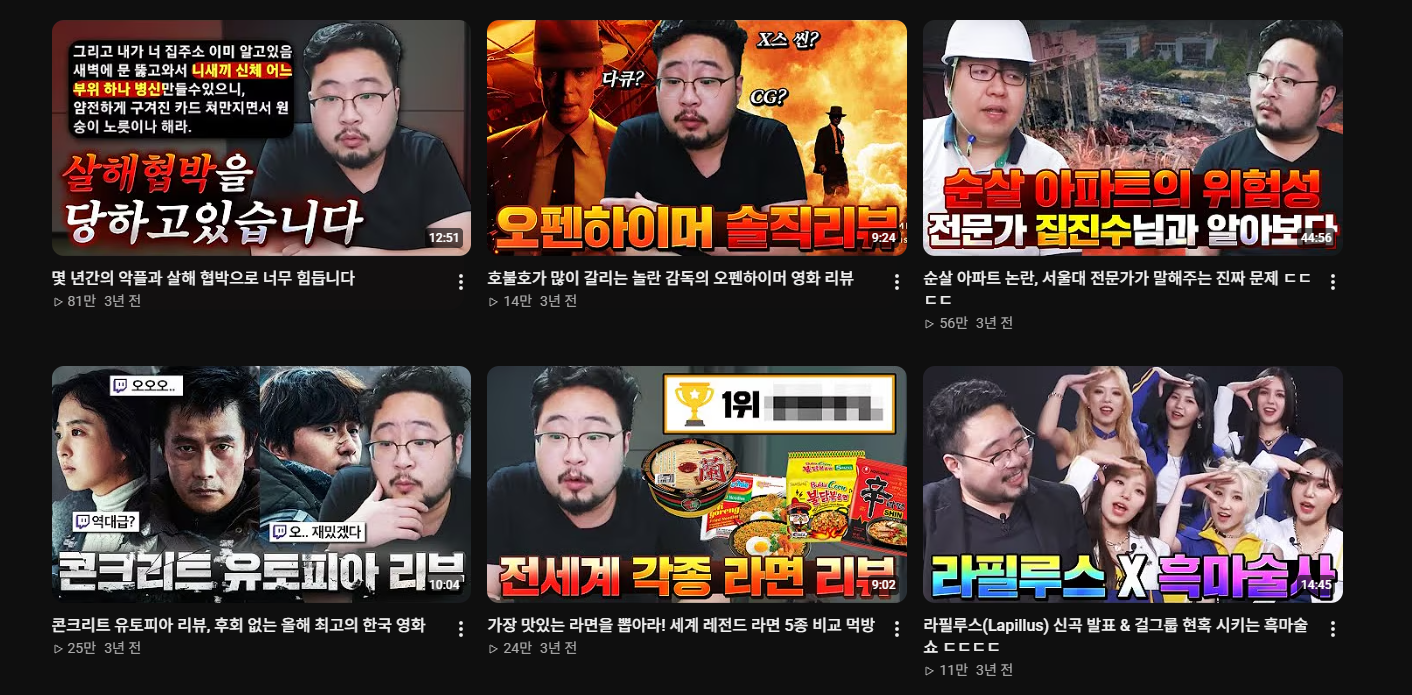 그리고 내가 너 집주소 이미 알고있음
새벽에 문 뚫고와서 니새끼 신체 어느
부위 하나 병신만들수있으니,
얌전하게 구겨진 카드 쳐만지면서 원
숭이 노릇이나 해라.
살해협박을
당하고있습니다
12:51
몇 년간의 악플과 살해 협박으로 너무 힘듭니다
81만 3년 전
X스 씬?
다큐?
CG?
오펜하이머 솔직리뷰
9:24
호불호가 많이 갈리는 놀란 감독의 오펜하이머 영화 리뷰
14만 3년 전
순살 아파트의 위험성
전문가 집진수님과 알아보다
44:56
순살 아파트 논란, 서울대 전문가가 말해주는 진짜 문제 ㄷㄷ
ㄷㄷ
56만 3년 전
오오오..
역대급?
오.. 재밌겠다
콘크리트 유토피아 리뷰
10:04
콘크리트 유토피아 리뷰, 후회 없는 올해 최고의 한국 영화
25만 3년 전
1위
一蘭
goreng
불닭볶음면
辛
SHIN
전세계 각종 라면 리뷰
9:02
가장 맛있는 라면을 뽑아라! 세계 레전드 라면 5종 비교 먹방
24만 3년 전
라필루스 X 흑마술사
14:45
라필루스(Lapillus) 신곡 발표 & 걸그룹 현혹 시키는 흑마술
쇼 ㄷㄷㄷㄷ
11만 3년 전